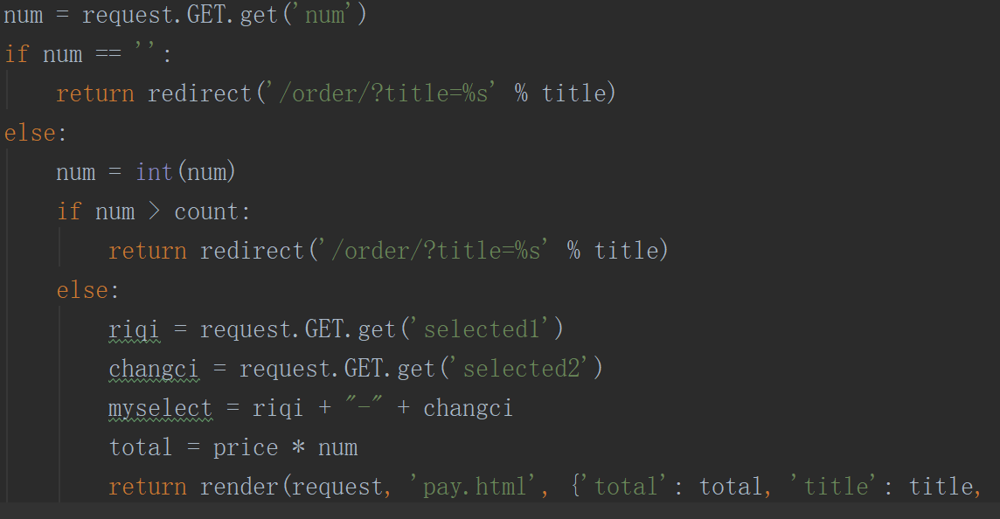 num = request.GET.get('num')
if num == '':
    return redirect('/order/?title=%s' % title)
else:
    num = int(num)
    if num > count:
        return redirect('/order/?title=%s' % title)
    else:
        riqi = request.GET.get('selected1')
        changci = request.GET.get('selected2')
        myselect = riqi + "-" + changci
        total = price * num
        return render(request, 'pay.html', {'total': total, 'title': title,